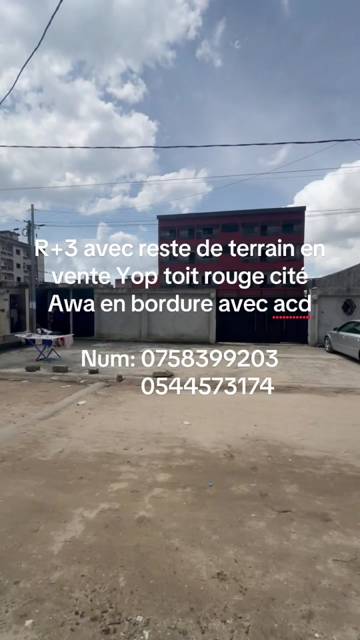 R+3 avec reste de terrain en
vente,Yop toit rouge cité
Awa en bordure avec acd
Num: 0758399203
0544573174